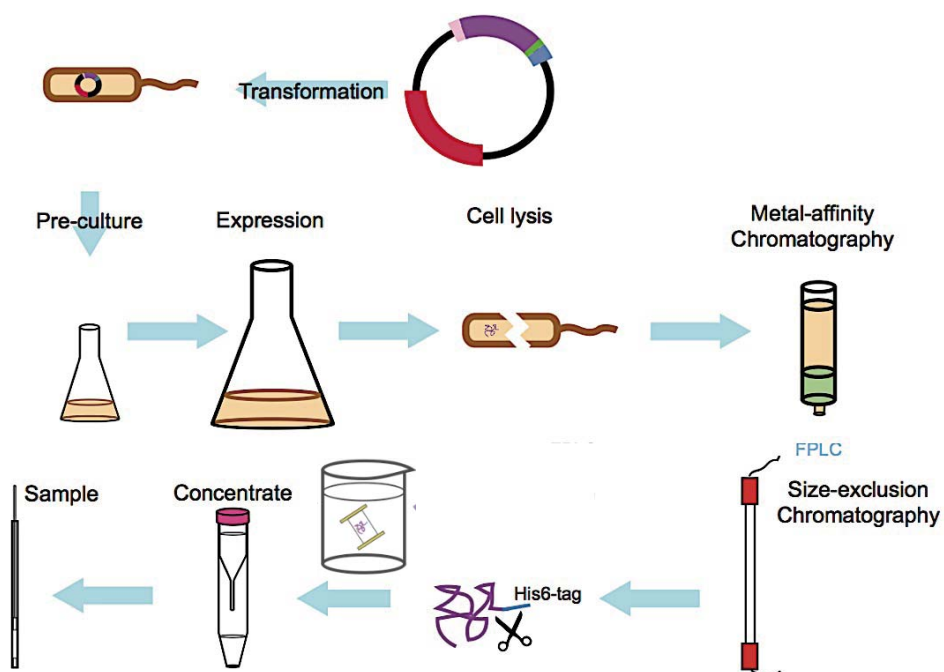 Transformation
Pre-culture
Expression
Cell lysis
Metal-affinity
Chromatography
FPLC
Size-exclusion
Chromatography
Sample
Concentrate
His6-tag